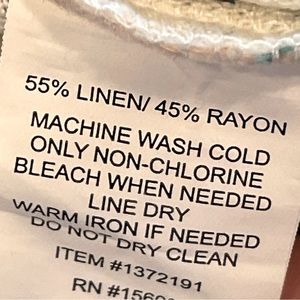 55% LINEN/ 45% RAYON
MACHINE WASH COLD
ONLY NON-CHLORINE
BLEACH WHEN NEEDED
LINE DRY
WARM IRON IF NEEDED
DO NOT DRY CLEAN
ITEM #1372191
RN